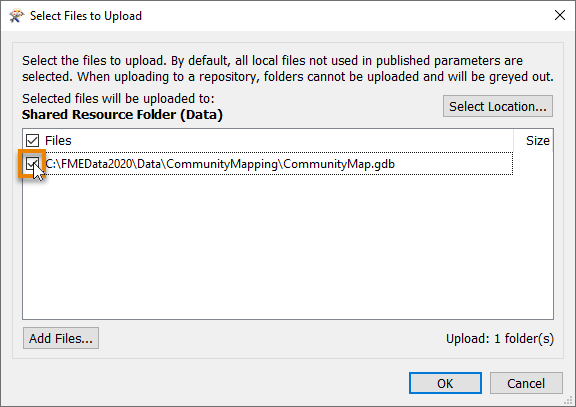 Select Files to Upload
Select the files to upload. By default, all local files not used in published parameters are
selected. When uploading to a repository, folders cannot be uploaded and will be greyed out.
Selected files will be uploaded to:
Shared Resource Folder (Data)
Select Location...
Files
Size
C:\FMEData2020\Data\CommunityMapping\CommunityMap.gdb
Add Files...
Upload: 1 folder(s)
OK
Cancel